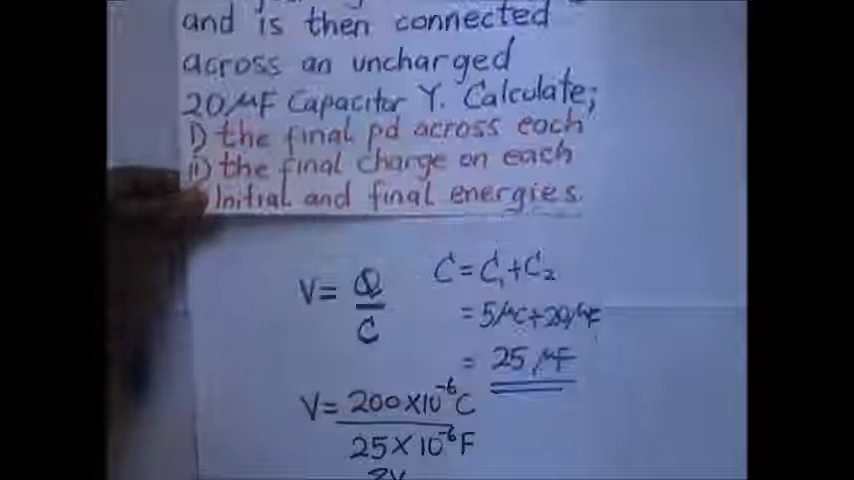 and is then connected
across an uncharged
20μF Capacitor Y. Calculate;
i) the final pd across each
ii) the final charge on each
Initial and final energies.
V= Q/C
C = C₁+C₂
= 5μC+20μF
= 25μF
V= 200×10⁻⁶C
25×10⁻⁶F